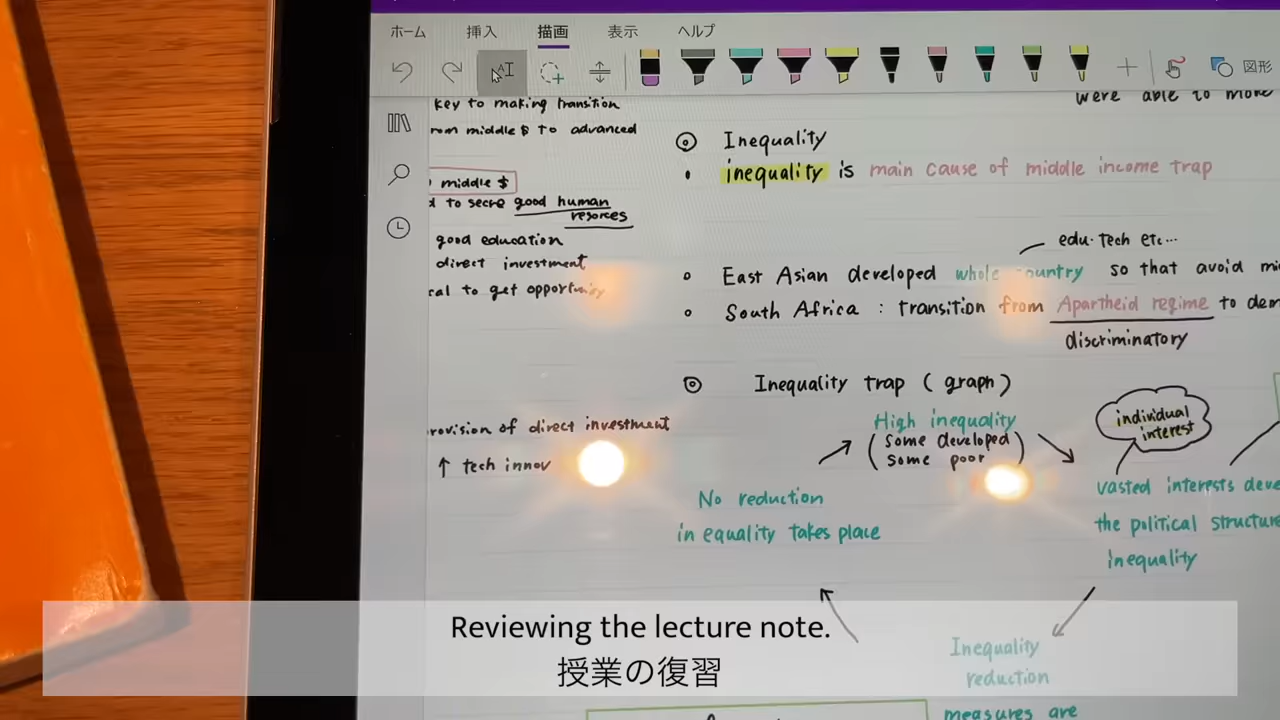 ホーム 挿入 描画 表示 ヘルプ
図形
key to making transition
middle $ to advanced
middle $
to secre good human
resorces
good education
direct investment
to get opportunity
of direct investment
↑ tech innov
were able to make
Inequality
inequality is main cause of middle income trap
edu. tech etc...
East Asian developed whole country so that avoid
South Africa : transition from Apartheid regime to
discriminatory
Inequality trap ( graph )
High inequality
( some developed
some poor )
individual
interest
No reduction
in equality takes place
vasted interests
the political structure
inequality
Inequality
reduction
measures are
Reviewing the lecture note.
授業の復習